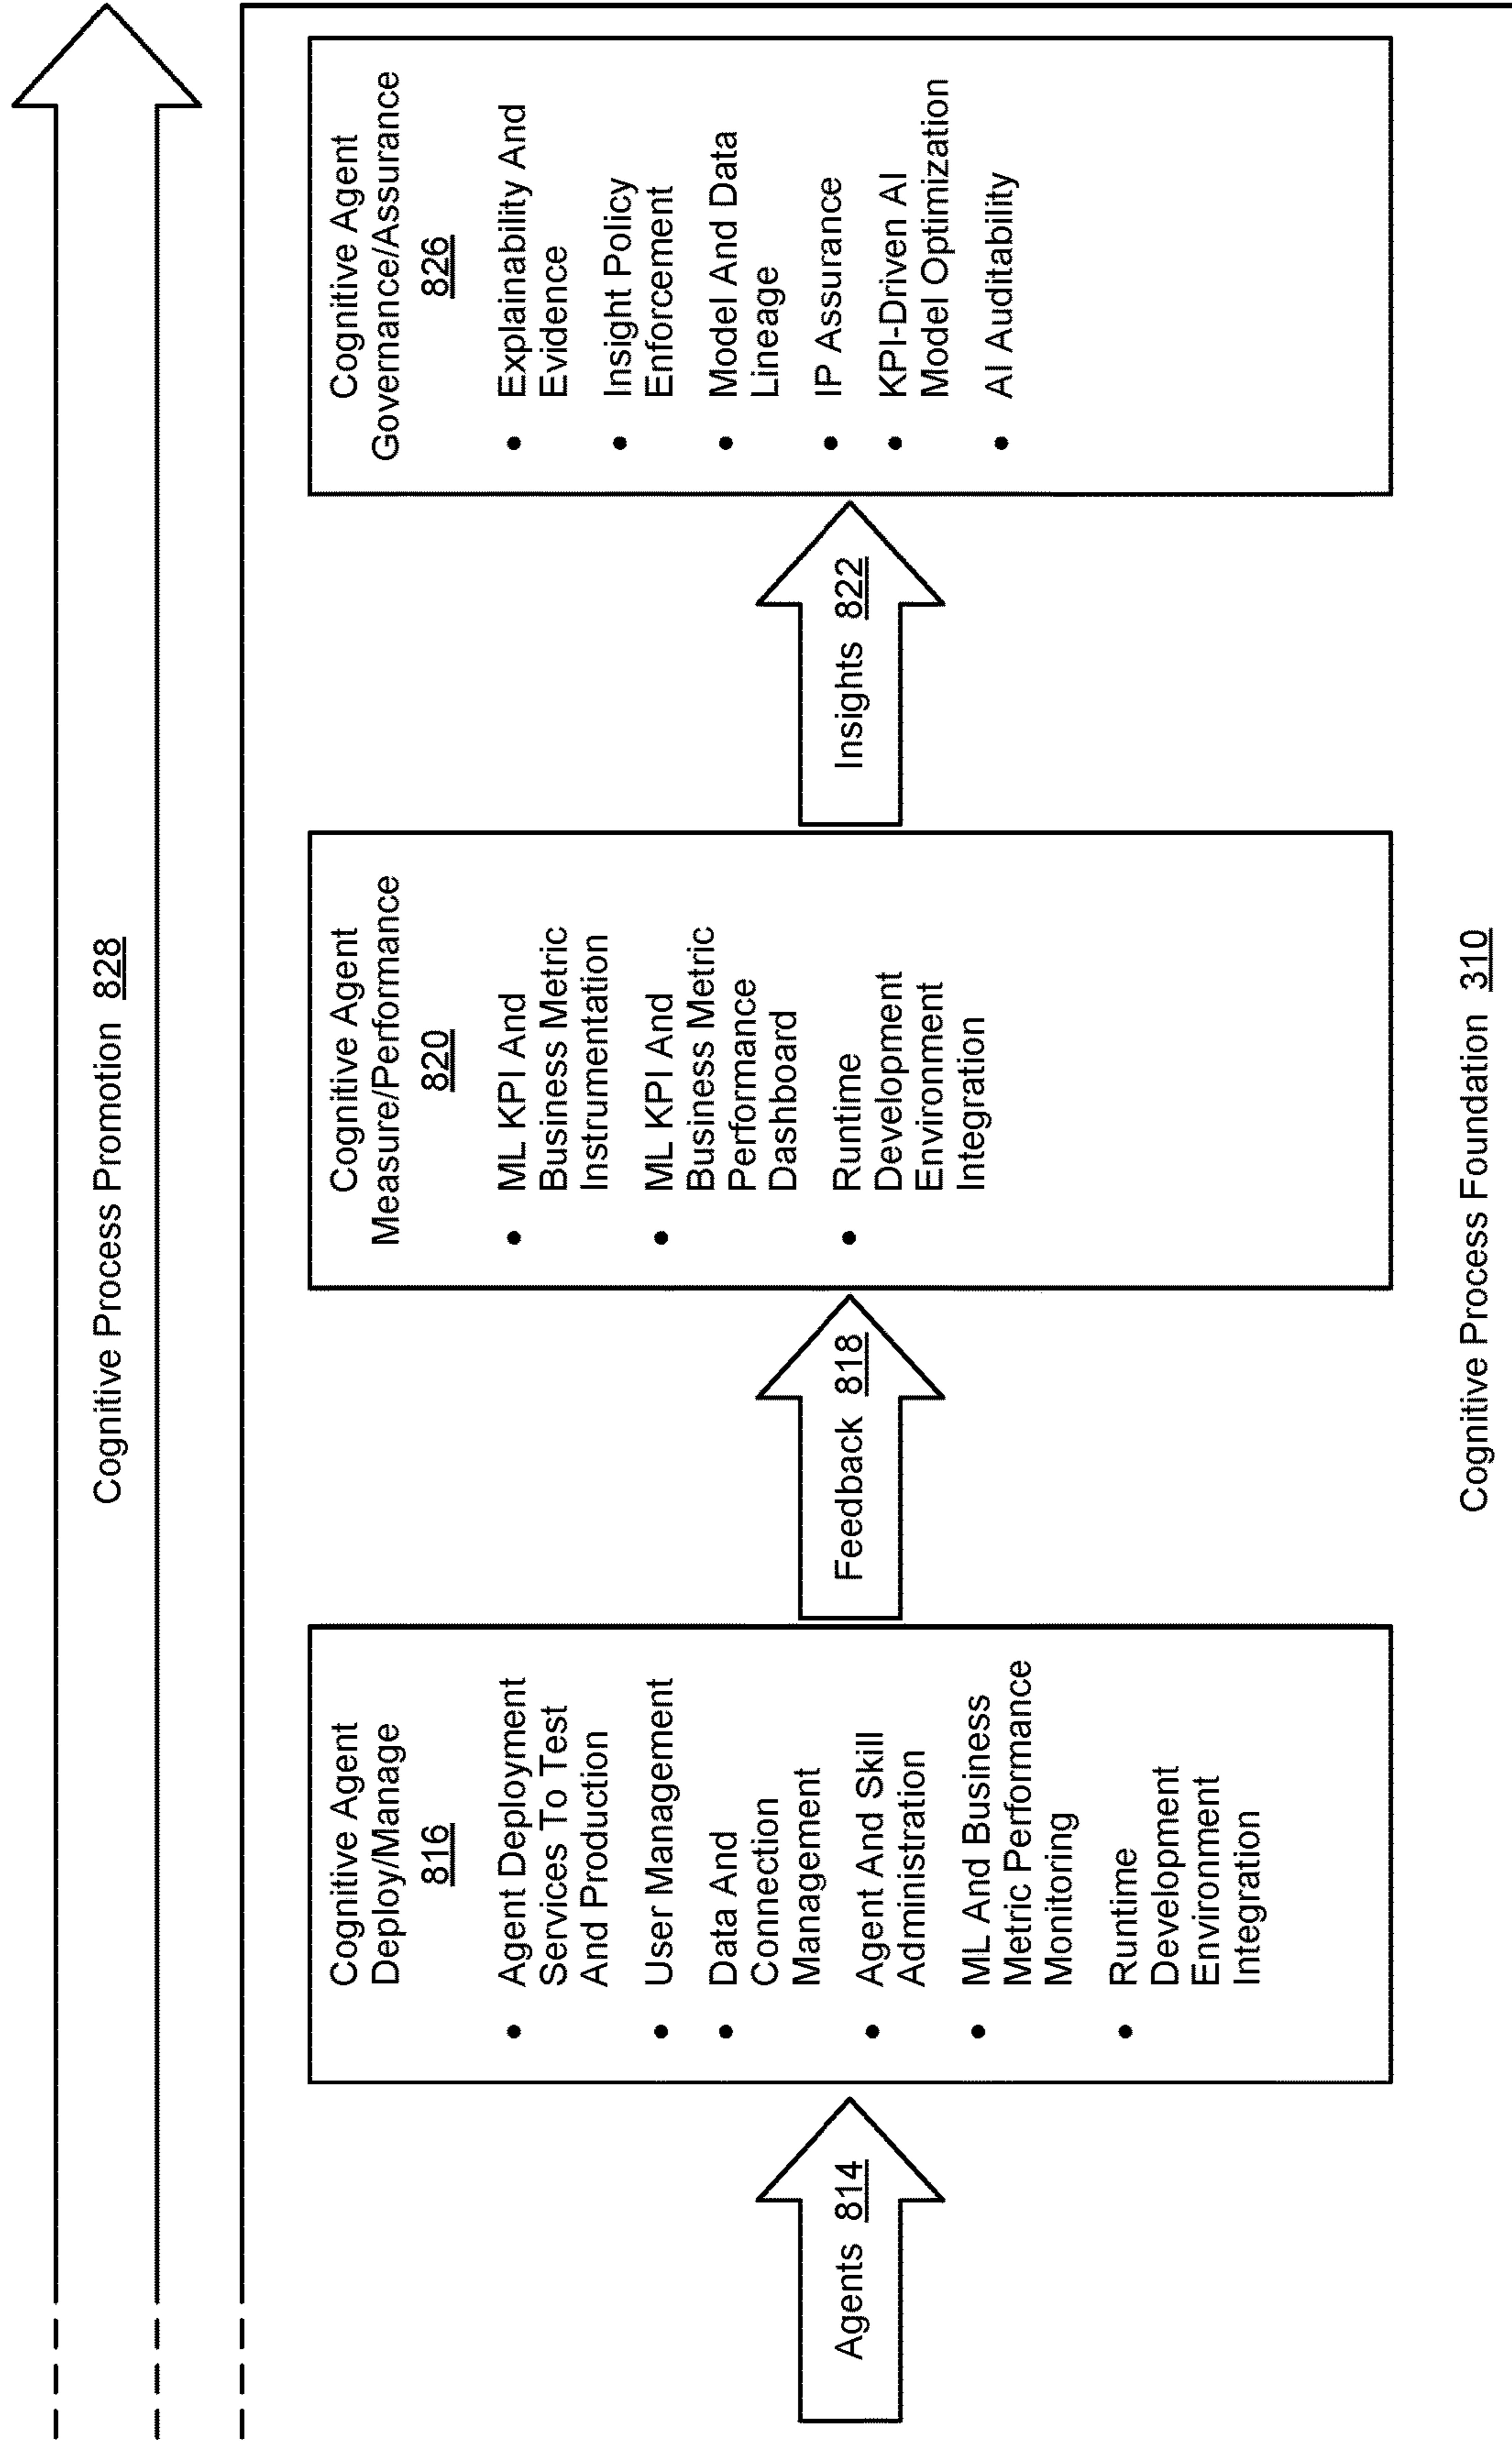 Cognitive Process Promotion 828
Agents 814
Cognitive Agent
Deploy/Manage
816
• Agent Deployment
Services To Test
And Production
• User Management
• Data And
Connection
Management
• Agent And Skill
Administration
• ML And Business
Metric Performance
Monitoring
• Runtime
Development
Environment
Integration
Feedback 818
Cognitive Agent
Measure/Performance
820
• ML KPI And
Business Metric
Instrumentation
• ML KPI And
Business Metric
Performance
Dashboard
• Runtime
Development
Environment
Integration
Insights 822
Cognitive Agent
Governance/Assurance
826
• Explainability And
Evidence
• Insight Policy
Enforcement
• Model And Data
Lineage
• IP Assurance
• KPI-Driven AI
Model Optimization
• AI Auditability
Cognitive Process Foundation 310